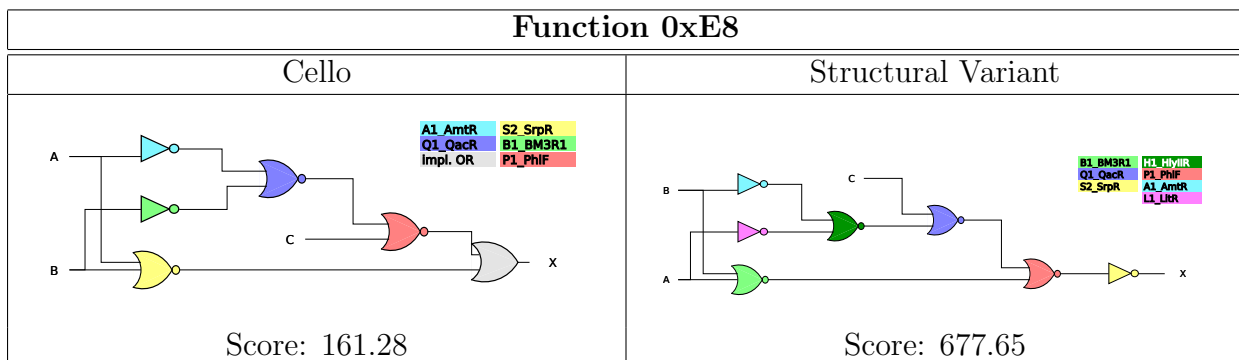 Function 0xE8
Cello
Structural Variant
A1_AmtR S2_SrpR
Q1_QacR B1_BM3R1
Impl. OR P1_PhlF
A
B
C
X
B1_BM3R1 H1_HlyIIR
Q1_QacR P1_PhlF
S2_SrpR A1_AmtR
L1_LitR
C
B
A
X
Score: 161.28
Score: 677.65